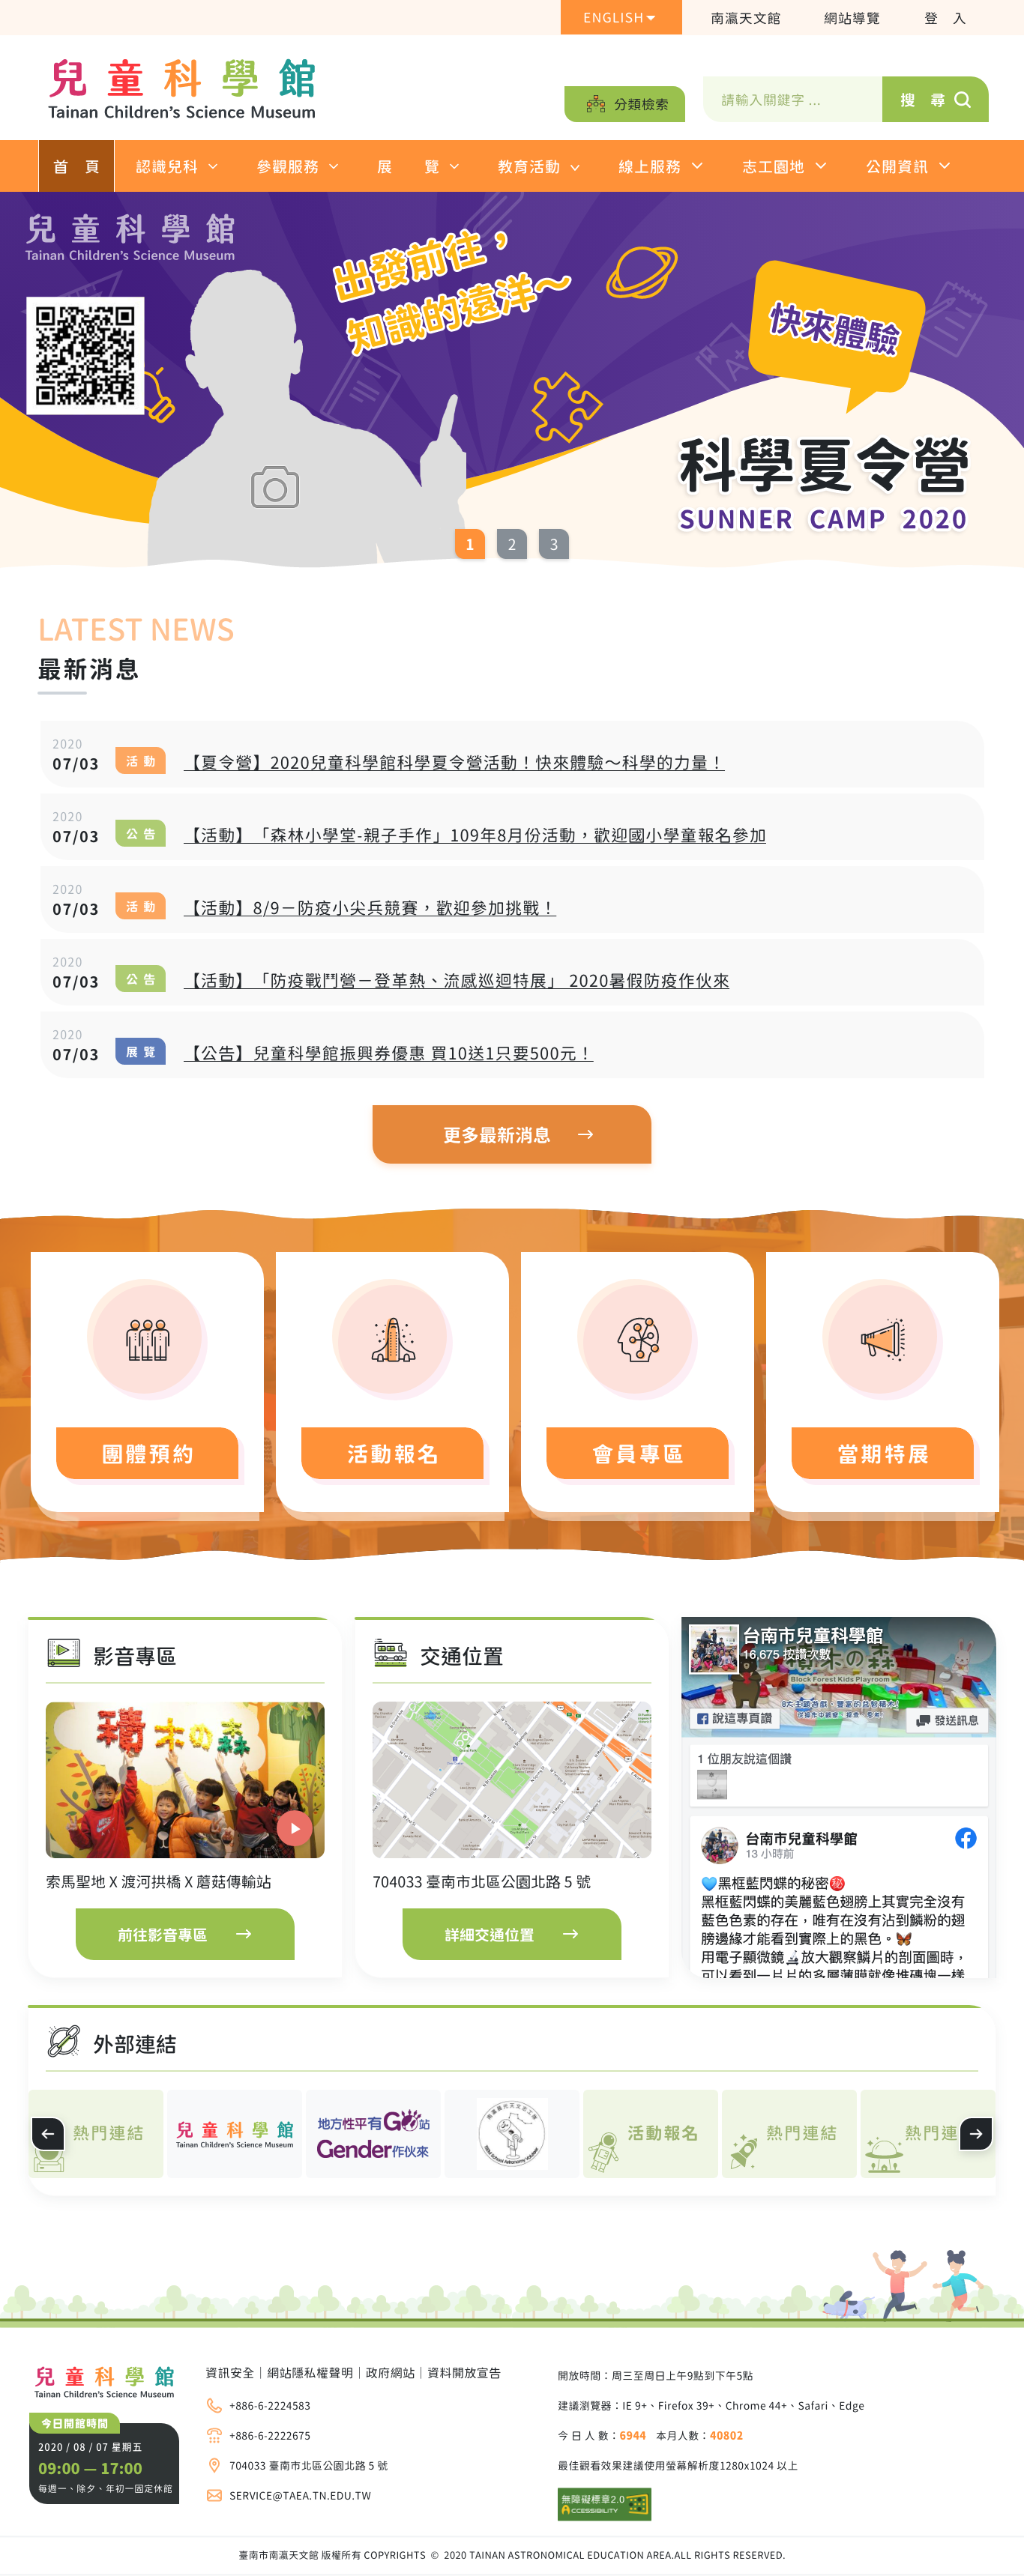 ENGLISH
南瀛天文館
網站導覽
登 入
兒童科學館
Tainan Children's Science Museum
分類檢索
請輸入關鍵字 ...
搜 尋
首 頁
認識兒科
參觀服務
展 覽
教育活動
線上服務
志工園地
公開資訊
兒童科學館
Tainan Children's Science Museum
出發前往，
知識的遠洋～
快來體驗
科學夏令營
SUNNER CAMP 2020
1 2 3
LATEST NEWS
最新消息
2020
07/03
活 動
【夏令營】2020兒童科學館科學夏令營活動！快來體驗～科學的力量！
2020
07/03
公 告
【活動】「森林小學堂-親子手作」109年8月份活動，歡迎國小學童報名參加
2020
07/03
活 動
【活動】8/9－防疫小尖兵競賽，歡迎參加挑戰！
2020
07/03
公 告
【活動】「防疫戰鬥營－登革熱、流感巡迴特展」 2020暑假防疫作伙來
2020
07/03
展 覽
【公告】兒童科學館振興券優惠 買10送1只要500元！
更多最新消息
團體預約
活動報名
會員專區
當期特展
影音專區
積木の森
索馬聖地 X 渡河拱橋 X 蘑菇傳輸站
前往影音專區
交通位置
704033 臺南市北區公園北路 5 號
詳細交通位置
台南市兒童科學館
16,675 按讚次數
積木の森
Block Forest Kids Playroom
說這專頁讚
發送訊息
1 位朋友說這個讚
台南市兒童科學館
13 小時前
💙黑框藍閃蝶的秘密㊙
黑框藍閃蝶的美麗藍色翅膀上其實完全沒有
藍色色素的存在，唯有在沒有沾到鱗粉的翅
膀邊緣才能看到實際上的黑色。🦋
用電子顯微鏡🔬放大觀察鱗片的剖面圖時，
可以看到一片片的多層薄膜就像堆磚塊一樣
外部連結
熱門連結
兒童科學館
Tainan Children's Science Museum
地方性平有GO站
Gender作伙來
活動報名
熱門連結
熱門連
兒童科學館
Tainan Children's Science Museum
今日開館時間
2020 / 08 / 07 星期五
09:00 — 17:00
每週一、除夕、年初一固定休館
資訊安全｜網站隱私權聲明｜政府網站｜資料開放宣告
+886-6-2224583
+886-6-2222675
704033 臺南市北區公園北路 5 號
SERVICE@TAEA.TN.EDU.TW
開放時間：周三至周日上午9點到下午5點
建議瀏覽器：IE 9+、Firefox 39+、Chrome 44+、Safari、Edge
今 日 人 數：6944 本月人數：40802
最佳觀看效果建議使用螢幕解析度1280x1024 以上
無障礙標章2.0
ACCESSIBILITY
臺南市南瀛天文館 版權所有 COPYRIGHTS © 2020 TAINAN ASTRONOMICAL EDUCATION AREA.ALL RIGHTS RESERVED.